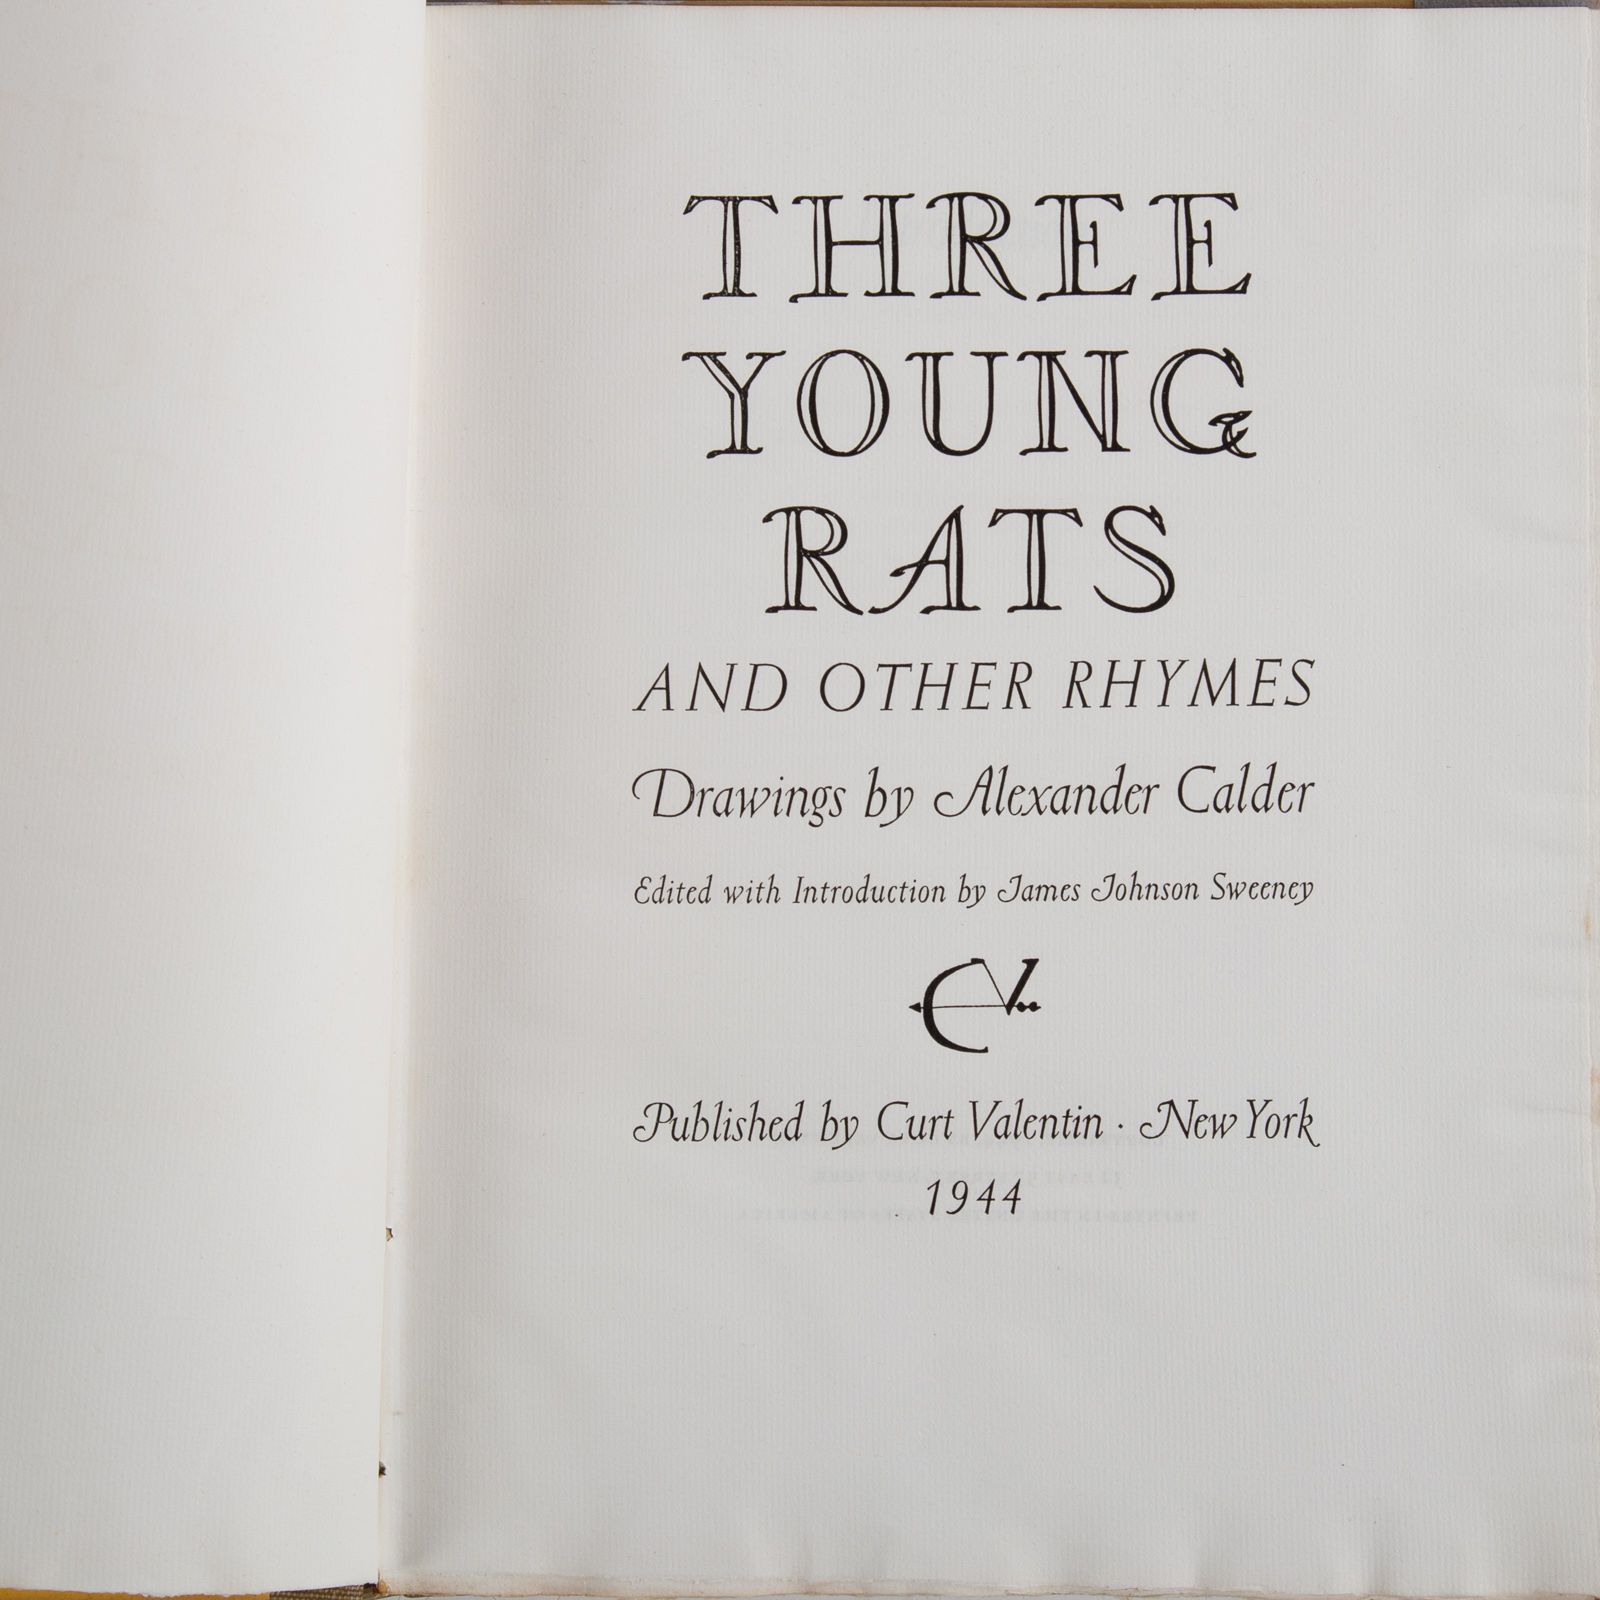 THREE
YOUNG
RATS
AND OTHER RHYMES
Drawings by Alexander Calder
Edited with Introduction by James Johnson Sweeney
CV
Published by Curt Valentin · New York
1944